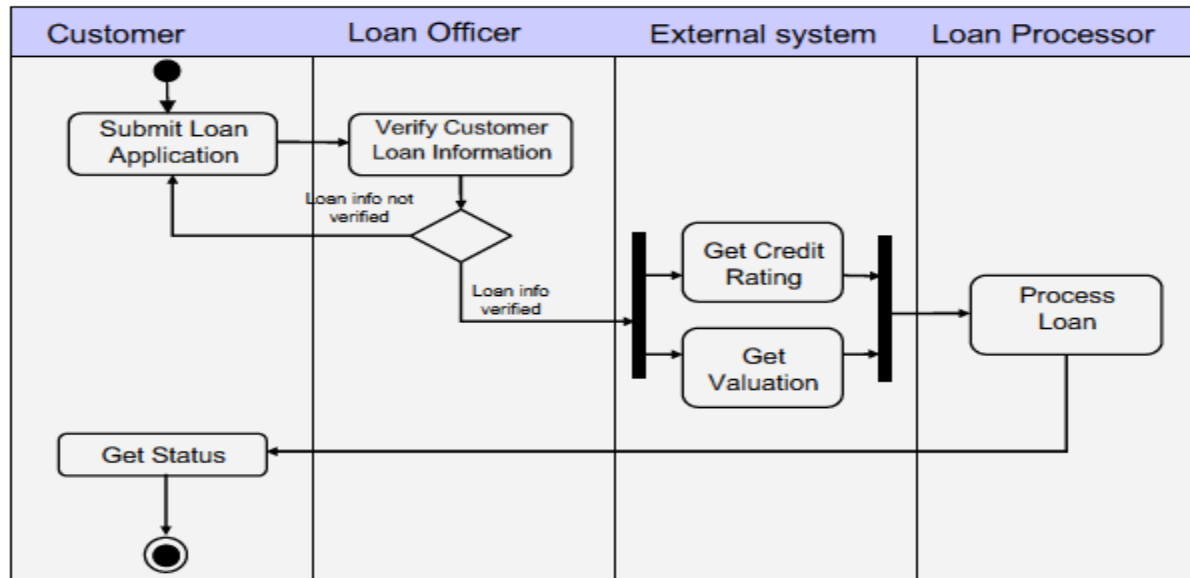 Customer
Loan Officer
External system
Loan Processor
Submit Loan
Application
Verify Customer
Loan Information
Loan info not
verified
Loan info
verified
Get Credit
Rating
Get
Valuation
Process
Loan
Get Status